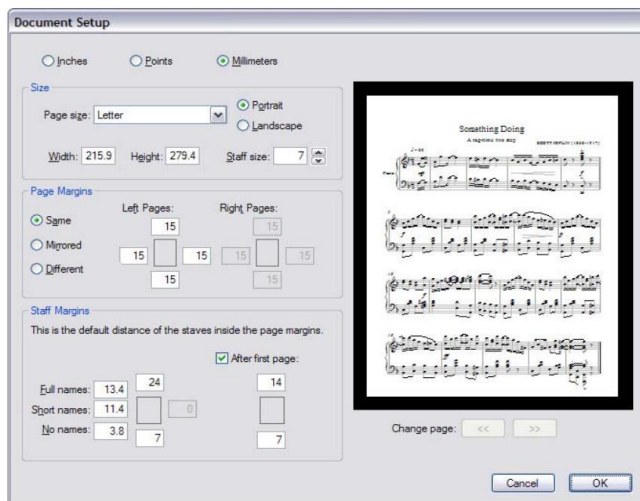 Document Setup
Inches Points Millimeters
Size
Page size: Letter
Portrait
Landscape
Width: 215.9 Height: 279.4 Staff size: 7
Page Margins
Left Pages: Right Pages:
Same
Mirrored
Different
15 15
15 15 15 15
15 15
Staff Margins
This is the default distance of the staves inside the page margins.
After first page:
Full names: 13.4
Short names: 11.4
No names: 3.8
24 14
0
7 7
Something Doing
A ragtime two step
Change page: << >>
Cancel OK